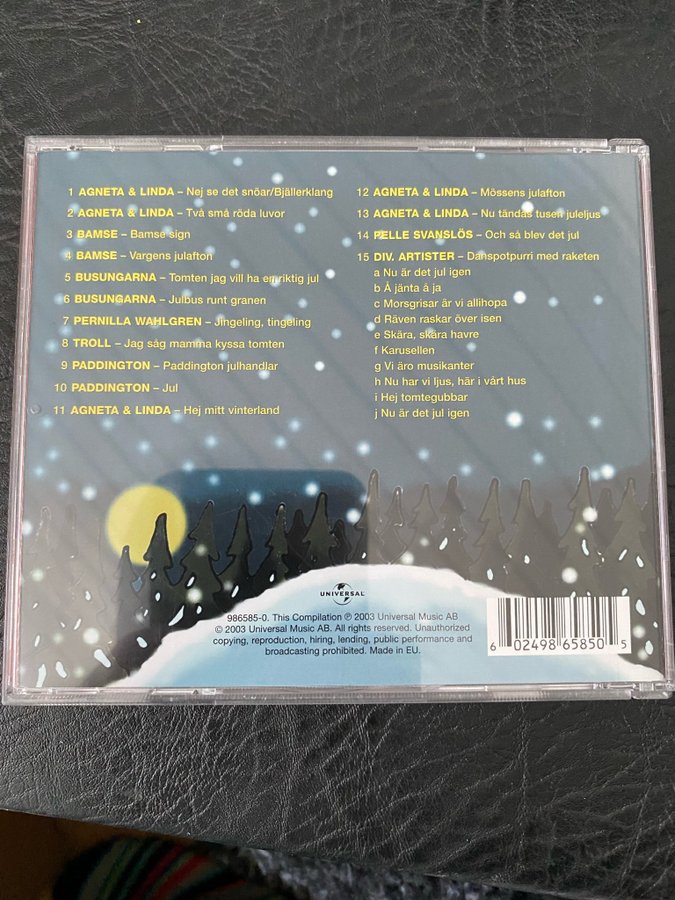 1 AGNETA & LINDA – Nej se det snöar/Bjällerklang
2 AGNETA & LINDA – Två små röda luvor
3 BAMSE – Bamse sign
4 BAMSE – Vargens julafton
5 BUSUNGARNA – Tomten jag vill ha en riktig jul
6 BUSUNGARNA – Julbus runt granen
7 PERNILLA WAHLGREN – Jingeling, tingeling
8 TROLL – Jag såg mamma kyssa tomten
9 PADDINGTON – Paddington julhandlar
10 PADDINGTON – Jul
11 AGNETA & LINDA – Hej mitt vinterland
12 AGNETA & LINDA – Mössens julafton
13 AGNETA & LINDA – Nu tändas tusen juleljus
14 PELLE SVANSLÖS – Och så blev det jul
15 DIV. ARTISTER – Danspotpurri med raketen
a Nu är det jul igen
b Å jänta å ja
c Morsgrisar är vi allihopa
d Räven raskar över isen
e Skära, skära havre
f Karusellen
g Vi äro musikanter
h Nu har vi ljus, här i vårt hus
i Hej tomtegubbar
j Nu är det jul igen
UNIVERSAL
986585-0. This Compilation ℗ 2003 Universal Music AB
© 2003 Universal Music AB. All rights reserved. Unauthorized
copying, reproduction, hiring, lending, public performance and
broadcasting prohibited. Made in EU.
6 02498 65850 5